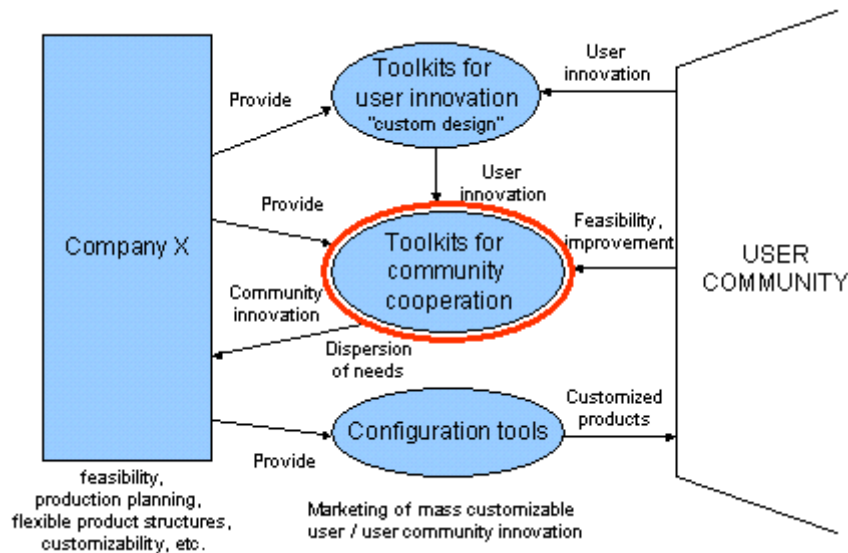 Toolkits for
user innovation
"custom design"
User
innovation
Provide
User
innovation
Provide
Company X
Toolkits for
community
cooperation
Feasibility,
improvement
USER
COMMUNITY
Community
innovation
Dispersion
of needs
Customized
products
Configuration tools
Provide
feasibility,
production planning,
flexible product structures,
customizability, etc.
Marketing of mass customizable
user / user community innovation